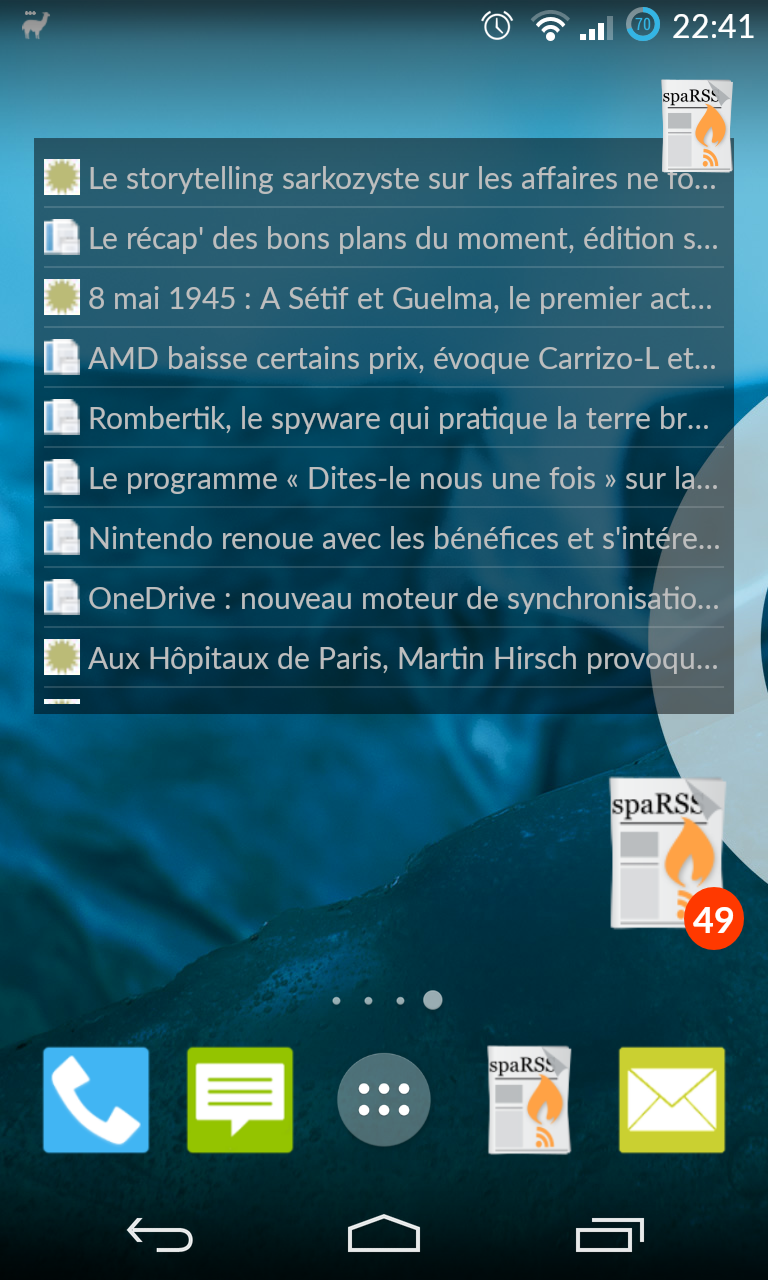 70
22:41
spaRSS
Le storytelling sarkozyste sur les affaires ne fo...
Le récap' des bons plans du moment, édition s...
8 mai 1945 : A Sétif et Guelma, le premier act...
AMD baisse certains prix, évoque Carrizo-L et...
Rombertik, le spyware qui pratique la terre br...
Le programme « Dites-le nous une fois » sur la...
Nintendo renoue avec les bénéfices et s'intére...
OneDrive : nouveau moteur de synchronisatio...
Aux Hôpitaux de Paris, Martin Hirsch provoqu...
spaRSS
49
spaRSS